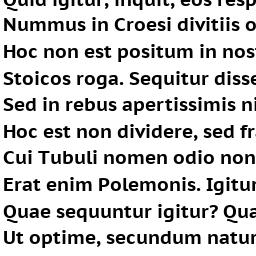 Quid igitur, inquit, eos resp
Nummus in Croesi divitiis o
Hoc non est positum in nos
Stoicos roga. Sequitur disse
Sed in rebus apertissimis ni
Hoc est non dividere, sed fr
Cui Tubuli nomen odio non
Erat enim Polemonis. Igitur
Quae sequuntur igitur? Qua
Ut optime, secundum natur